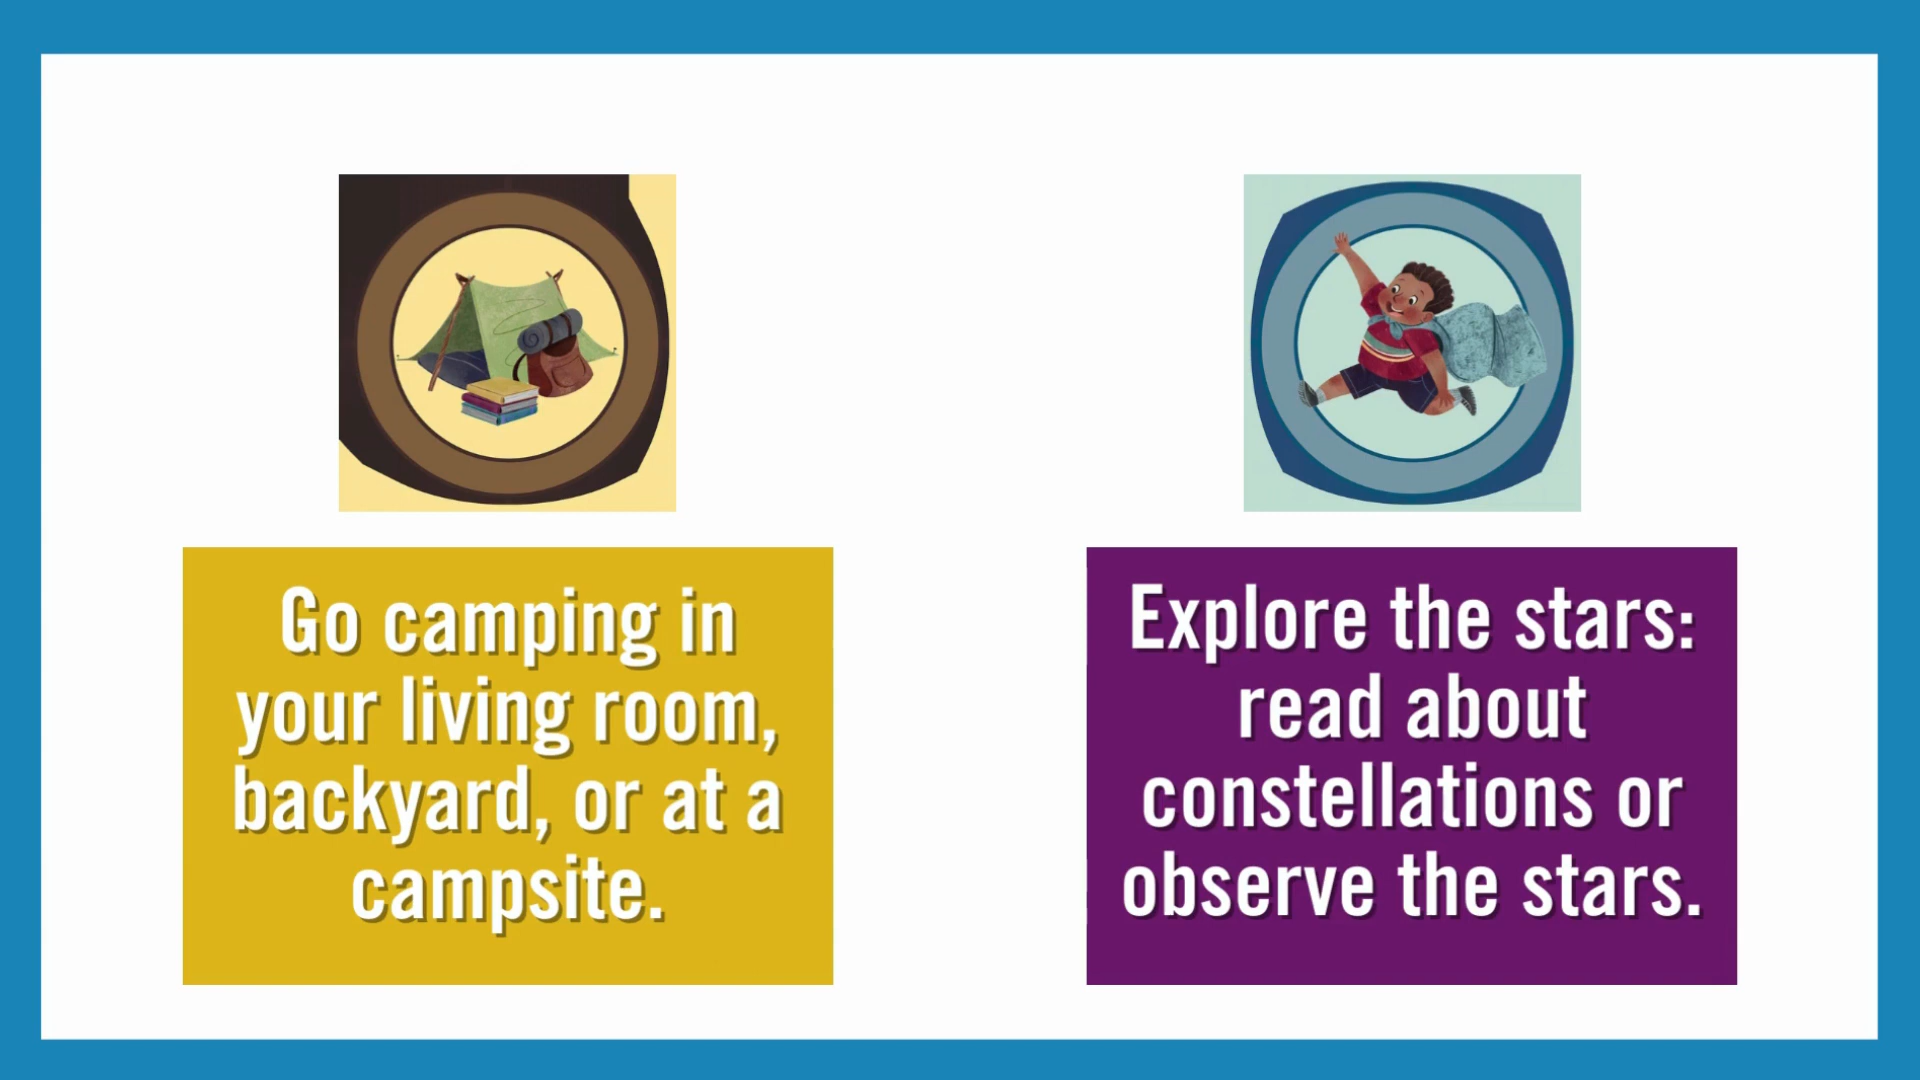 Go camping in
your living room,
backyard, or at a
campsite.
Explore the stars:
read about
constellations or
observe the stars.